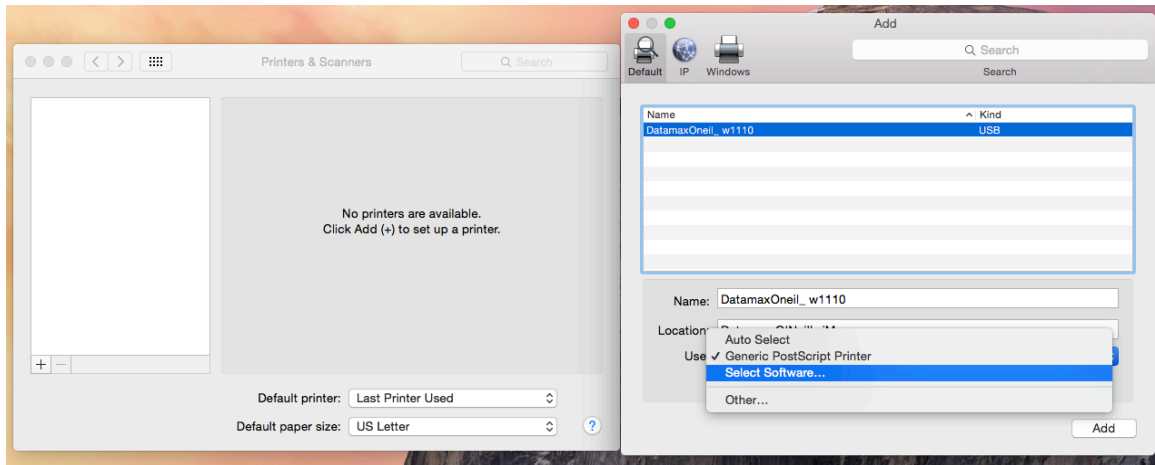 Printers & Scanners
Search
No printers are available.
Click Add (+) to set up a printer.
Default printer: Last Printer Used
Default paper size: US Letter
?
Add
Default
IP
Windows
Search
Search
Name Kind
DatamaxOneil_ w1110 USB
Name: DatamaxOneil_ w1110
Location:
Auto Select
Use ✓ Generic PostScript Printer
Select Software...
Other...
Add